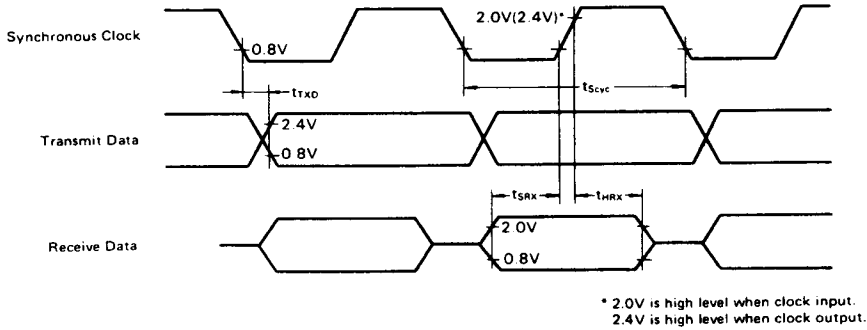 Synchronous Clock
0.8V
2.0V(2.4V)*
tTXD
tScyc
Transmit Data
2.4V
0.8V
tSRX
tHRX
Receive Data
2.0V
0.8V
* 2.0V is high level when clock input.
2.4V is high level when clock output.